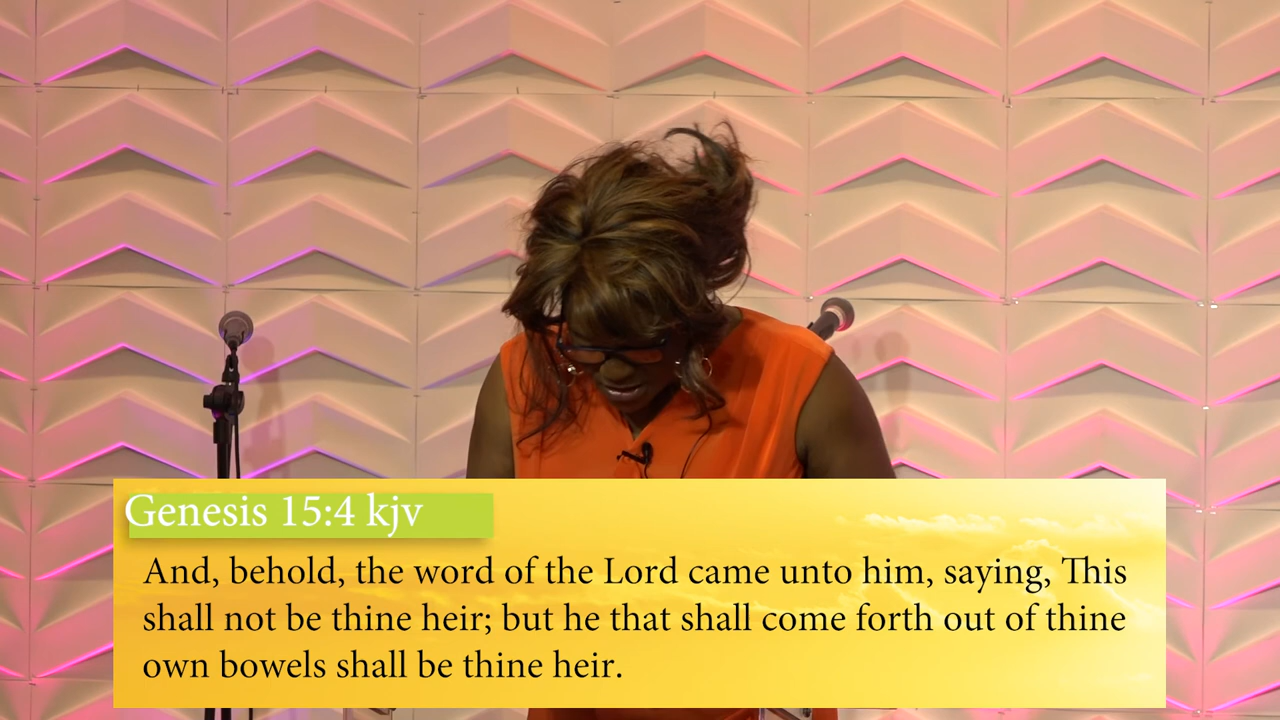 Genesis 15:4 kjv
And, behold, the word of the Lord came unto him, saying, This
shall not be thine heir; but he that shall come forth out of thine
own bowels shall be thine heir.